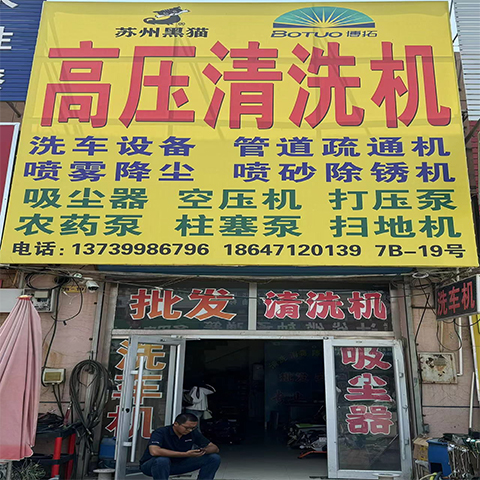 苏州黑猫
BOTUO 博拓
高压清洗机
洗车设备 管道疏通机
喷雾降尘 喷砂除锈机
吸尘器 空压机 打压泵
农药泵 柱塞泵 扫地机
电话:13739986796 18647120139 7B-19号
批发 清洗机
洗车机
洗车机
吸尘器